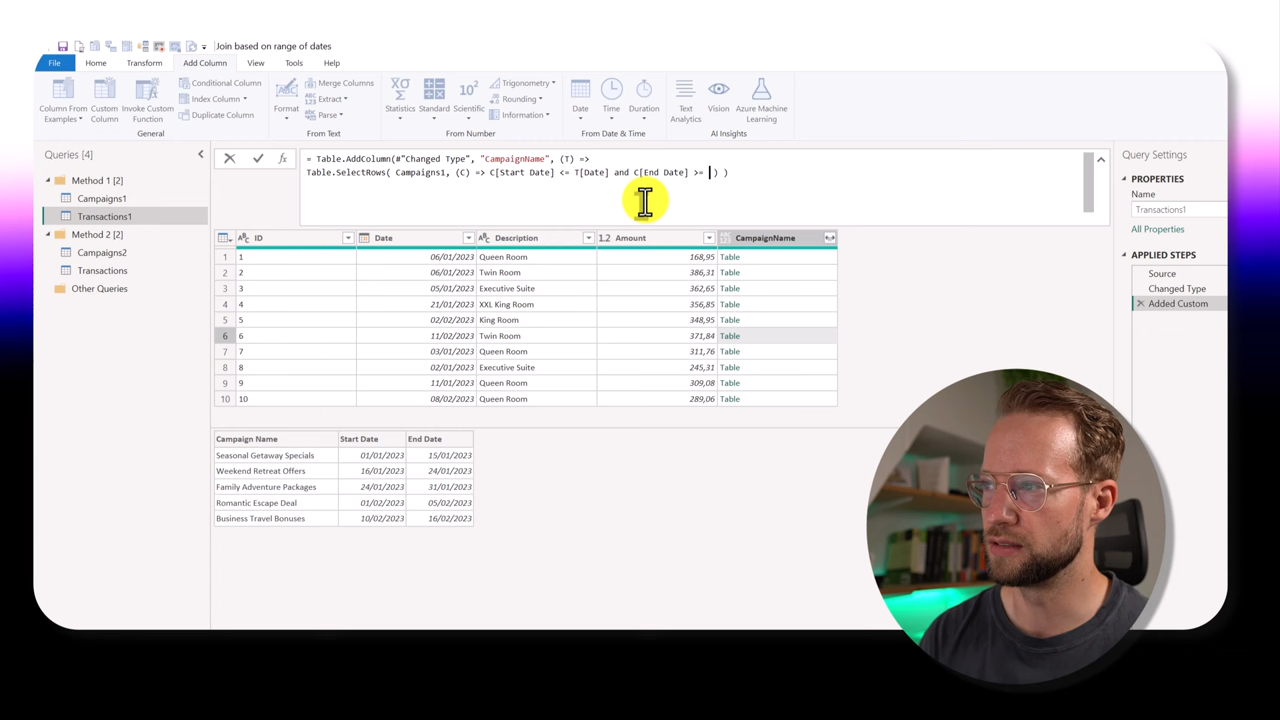 Join based on range of dates
File Home Transform Add Column View Tools Help
Column From Examples
Custom Column
Invoke Custom Function
Conditional Column
Index Column
Duplicate Column
General
Format
Merge Columns
Extract
Parse
From Text
Statistics
Standard
Scientific
Trigonometry
Rounding
Information
From Number
Date
Time
Duration
From Date & Time
Text Analytics
Vision
Azure Machine Learning
AI Insights
Queries [4]
Method 1 [2]
Campaigns1
Transactions1
Method 2 [2]
Campaigns2
Transactions
Other Queries
= Table.AddColumn(#"Changed Type", "CampaignName", (T) =>
Table.SelectRows( Campaigns1, (C) => C[Start Date] <= T[Date] and C[End Date] >= ) )
ID Date Description Amount CampaignName
1 1 06/01/2023 Queen Room 168,95 Table
2 2 06/01/2023 Twin Room 386,31 Table
3 3 05/01/2023 Executive Suite 362,65 Table
4 4 21/01/2023 XXL King Room 356,85 Table
5 5 02/02/2023 King Room 348,95 Table
6 6 11/02/2023 Twin Room 371,84 Table
7 7 03/01/2023 Queen Room 311,76 Table
8 8 02/01/2023 Executive Suite 245,31 Table
9 9 11/01/2023 Queen Room 309,08 Table
10 10 08/02/2023 Queen Room 289,06 Table
Campaign Name Start Date End Date
Seasonal Getaway Specials 01/01/2023 15/01/2023
Weekend Retreat Offers 16/01/2023 24/01/2023
Family Adventure Packages 24/01/2023 31/01/2023
Romantic Escape Deal 01/02/2023 05/02/2023
Business Travel Bonuses 10/02/2023 16/02/2023
Query Settings
PROPERTIES
Name
Transactions1
All Properties
APPLIED STEPS
Source
Changed Type
Added Custom